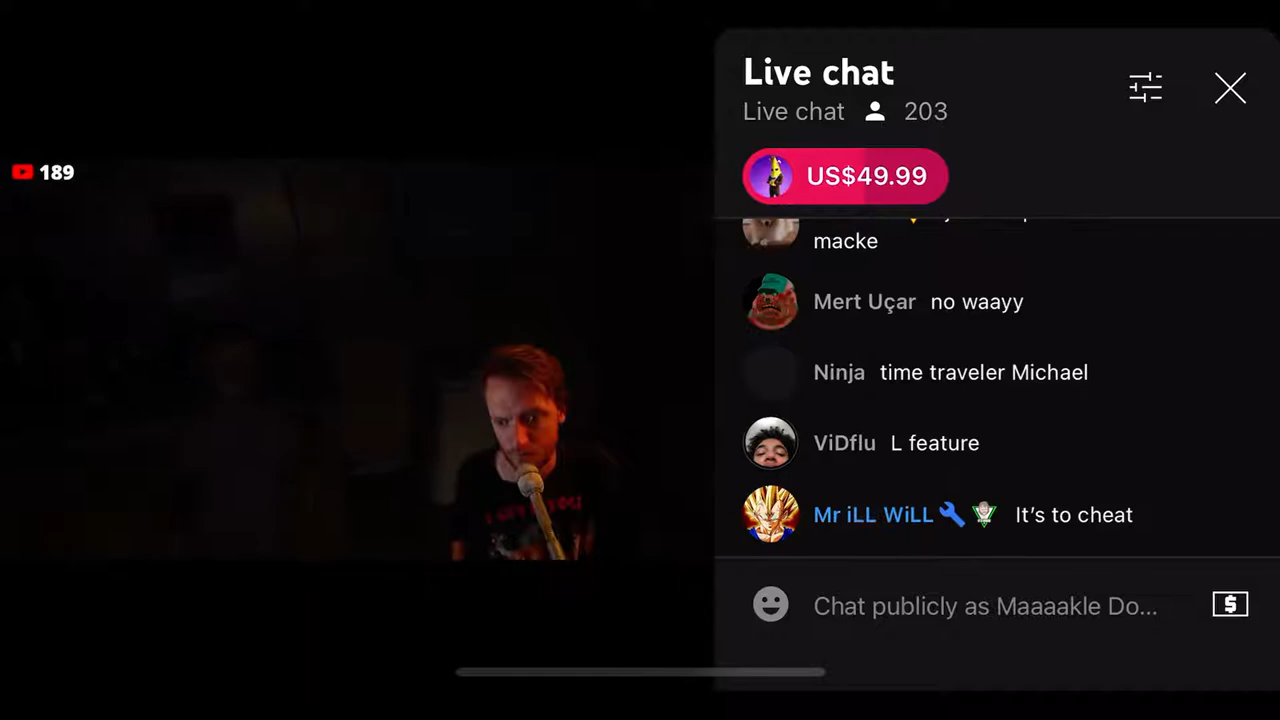 Live chat
Live chat 203
189
US$49.99
macke
Mert Uçar no waayy
Ninja time traveler Michael
ViDflu L feature
Mr iLL WiLL It’s to cheat
Chat publicly as Maaaakle Do...
$